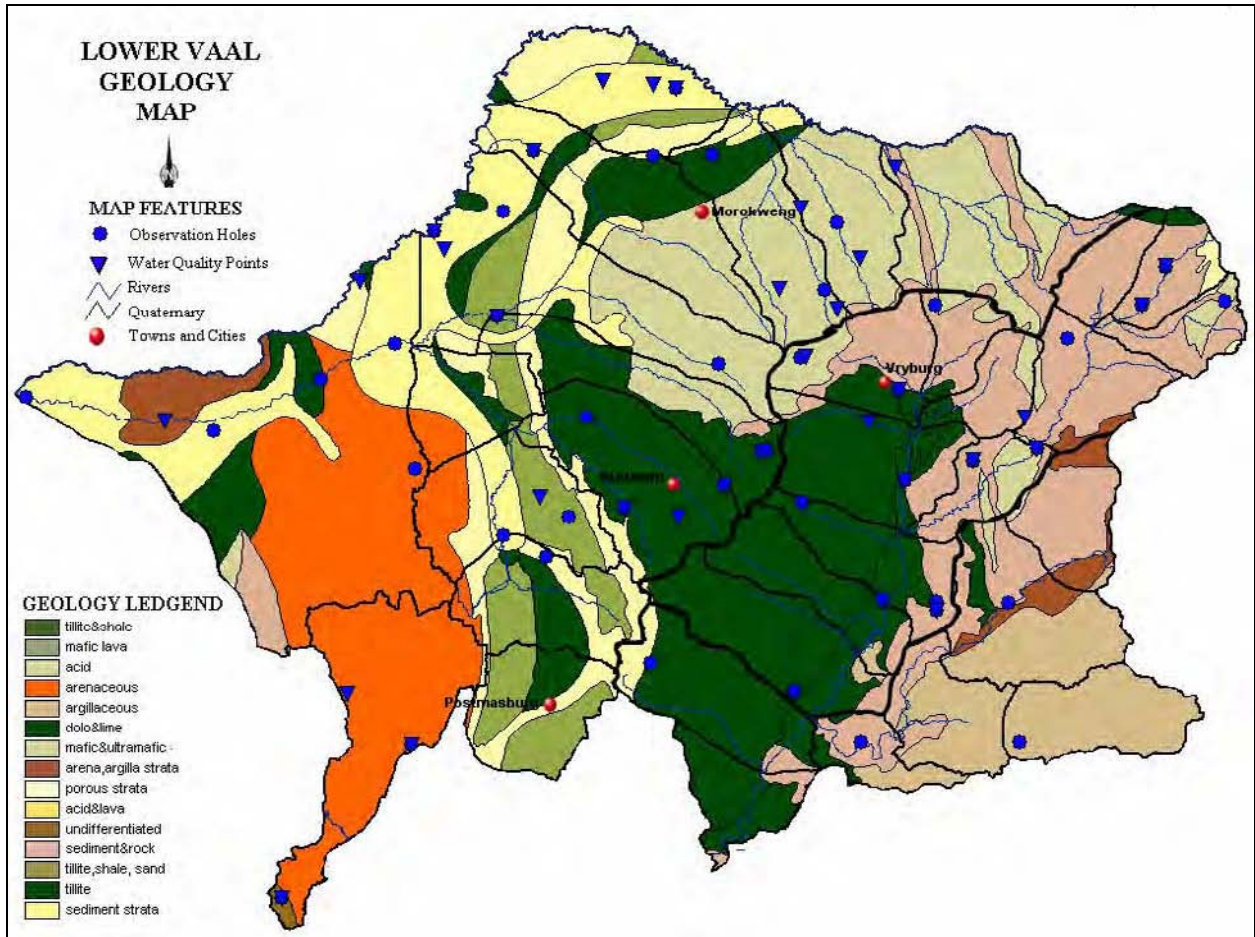 LOWER VAAL
GEOLOGY
MAP
N
MAP FEATURES
Observation Holes
Water Quality Points
Rivers
Quaternary
Towns and Cities
Morokweng
Vryburg
Postmasburg
GEOLOGY LEDGEND
tillite&shale
mafic lava
acid
arenaceous
argillaceous
dolo&lime
mafic&ultramafic
arena,argilla strata
porous strata
acid&lava
undifferentiated
sediment&rock
tillite,shale, sand
tillite
sediment strata